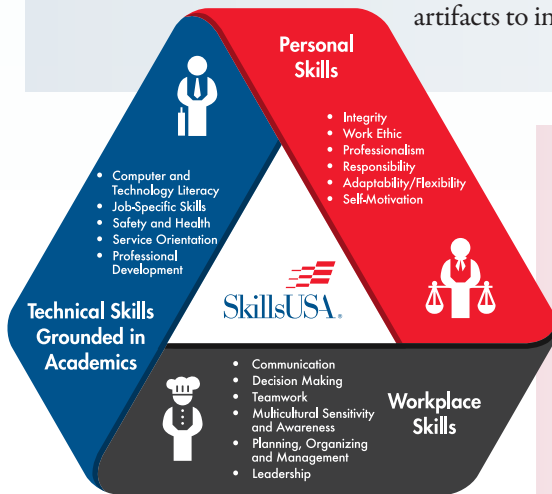 artifacts to in
Personal
Skills
• Integrity
• Work Ethic
• Professionalism
• Responsibility
• Adaptability/Flexibility
• Self-Motivation
• Computer and
Technology Literacy
• Job-Specific Skills
• Safety and Health
• Service Orientation
• Professional
Development
Technical Skills
Grounded in
Academics
SkillsUSA®
• Communication
• Decision Making
• Teamwork
• Multicultural Sensitivity
and Awareness
• Planning, Organizing
and Management
• Leadership
Workplace
Skills